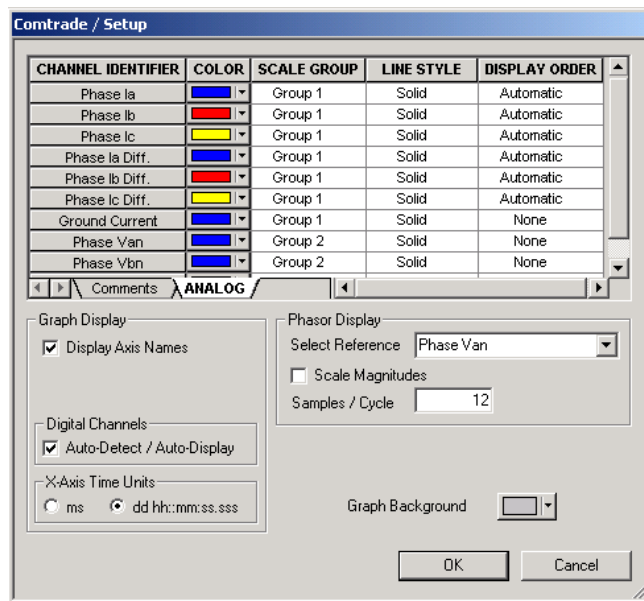 Comtrade / Setup
CHANNEL IDENTIFIER COLOR SCALE GROUP LINE STYLE DISPLAY ORDER
Phase Ia Group 1 Solid Automatic
Phase Ib Group 1 Solid Automatic
Phase Ic Group 1 Solid Automatic
Phase Ia Diff. Group 1 Solid Automatic
Phase Ib Diff. Group 1 Solid Automatic
Phase Ic Diff. Group 1 Solid Automatic
Ground Current Group 1 Solid None
Phase Van Group 2 Solid None
Phase Vbn Group 2 Solid None
Comments ANALOG
Graph Display
Display Axis Names
Digital Channels
Auto-Detect / Auto-Display
X-Axis Time Units
ms dd hh::mm:ss.sss
Phasor Display
Select Reference Phase Van
Scale Magnitudes
Samples / Cycle 12
Graph Background
OK Cancel